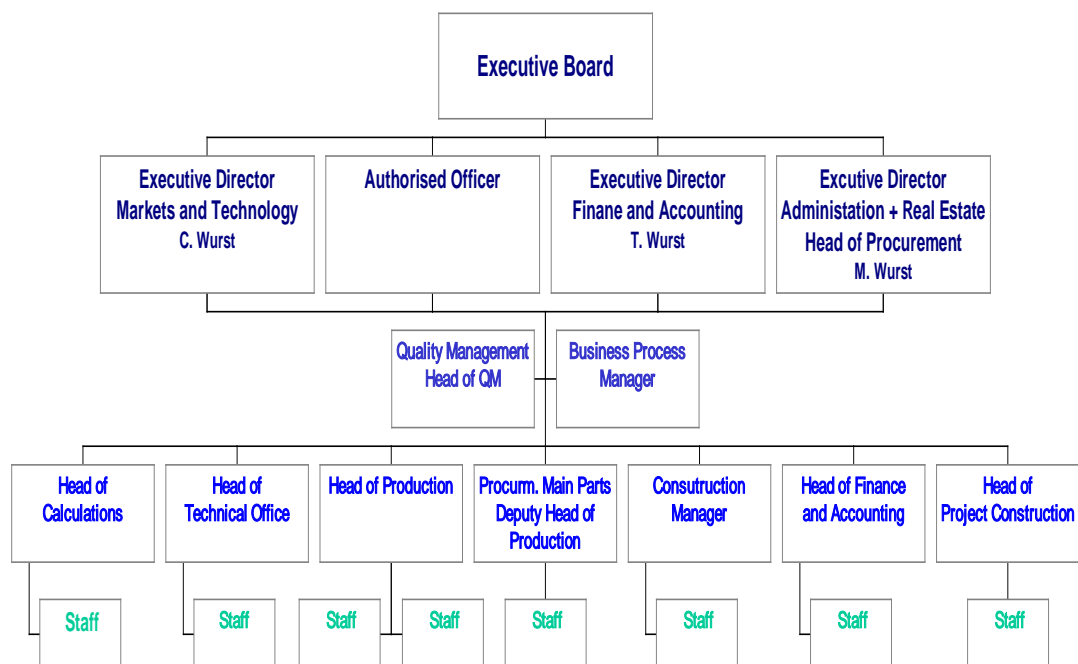 Executive Board
Executive Director
Markets and Technology
C. Wurst
Authorised Officer
Executive Director
Finane and Accounting
T. Wurst
Excutive Director
Administation + Real Estate
Head of Procurement
M. Wurst
Quality Management
Head of QM
Business Process
Manager
Head of
Calculations
Head of
Technical Office
Head of Production
Procurm. Main Parts
Deputy Head of
Production
Consutruction
Manager
Head of Finance
and Accounting
Head of
Project Construction
Staff
Staff
Staff
Staff
Staff
Staff
Staff
Staff